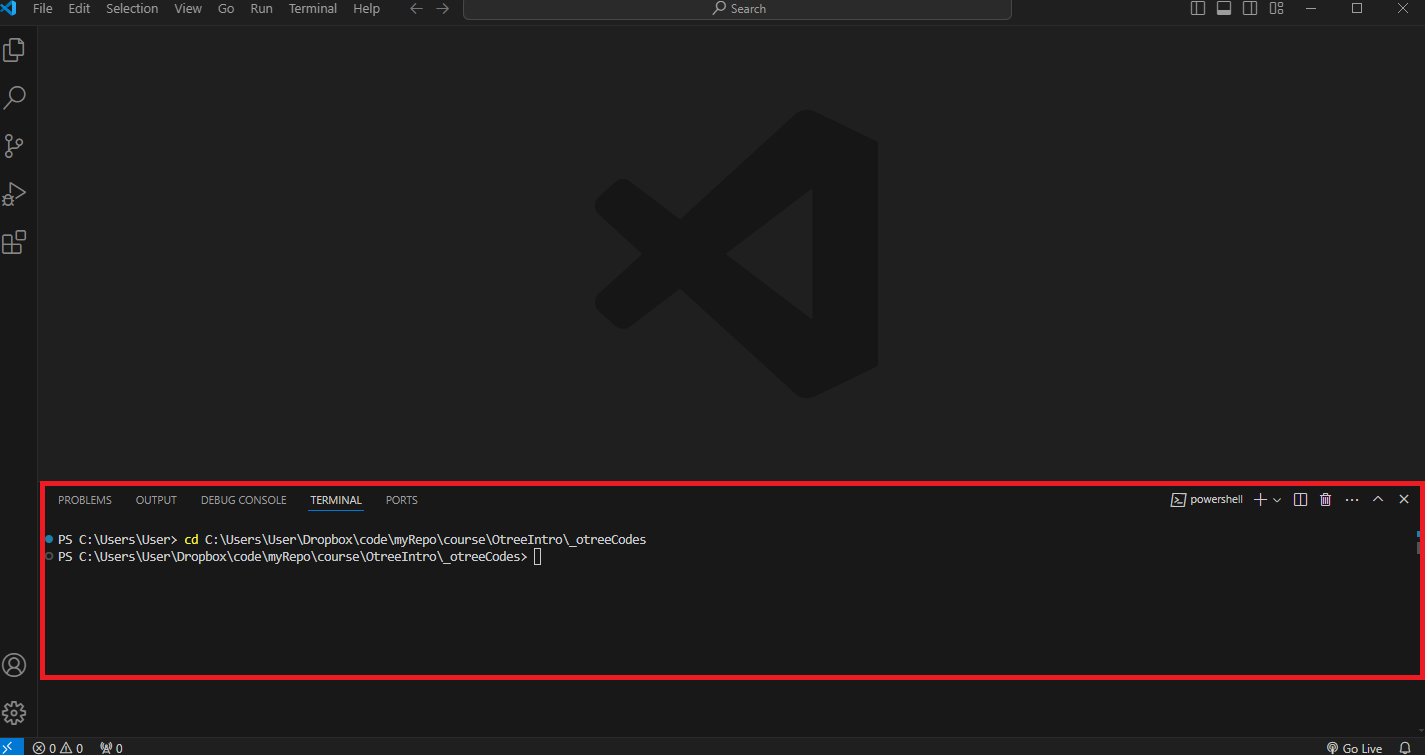 File Edit Selection View Go Run Terminal Help Search
PROBLEMS OUTPUT DEBUG CONSOLE TERMINAL PORTS powershell
PS C:\Users\User> cd C:\Users\User\Dropbox\code\myRepo\course\OtreeIntro\_otreeCodes
PS C:\Users\User\Dropbox\code\myRepo\course\OtreeIntro\_otreeCodes>
0 0 0 Go Live